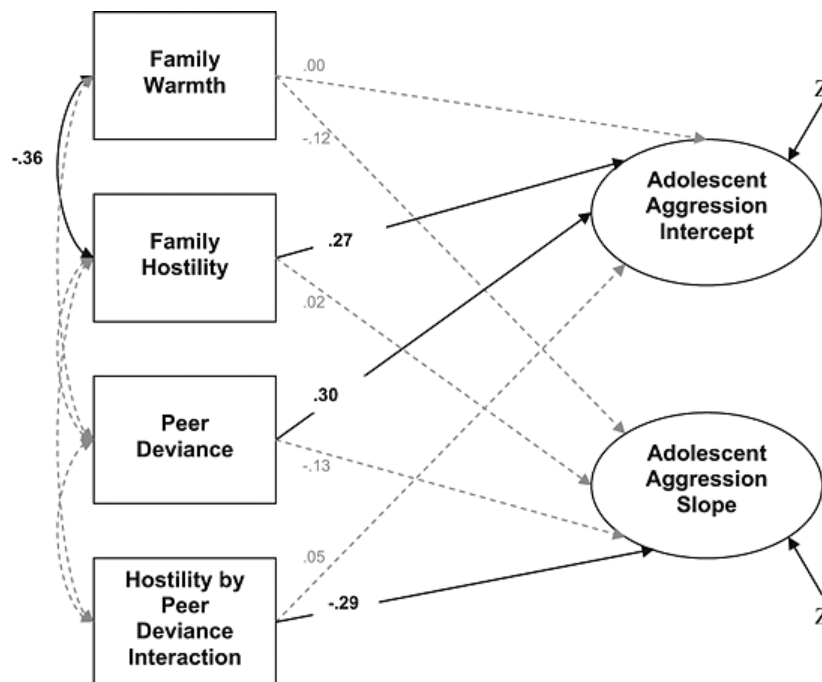 Family
Warmth
.00
-.12
-.36
Family
Hostility
.27
.02
Adolescent
Aggression
Intercept
Z
Peer
Deviance
.30
-.13
Adolescent
Aggression
Slope
Hostility by
Peer
Deviance
Interaction
.05
-.29
Z